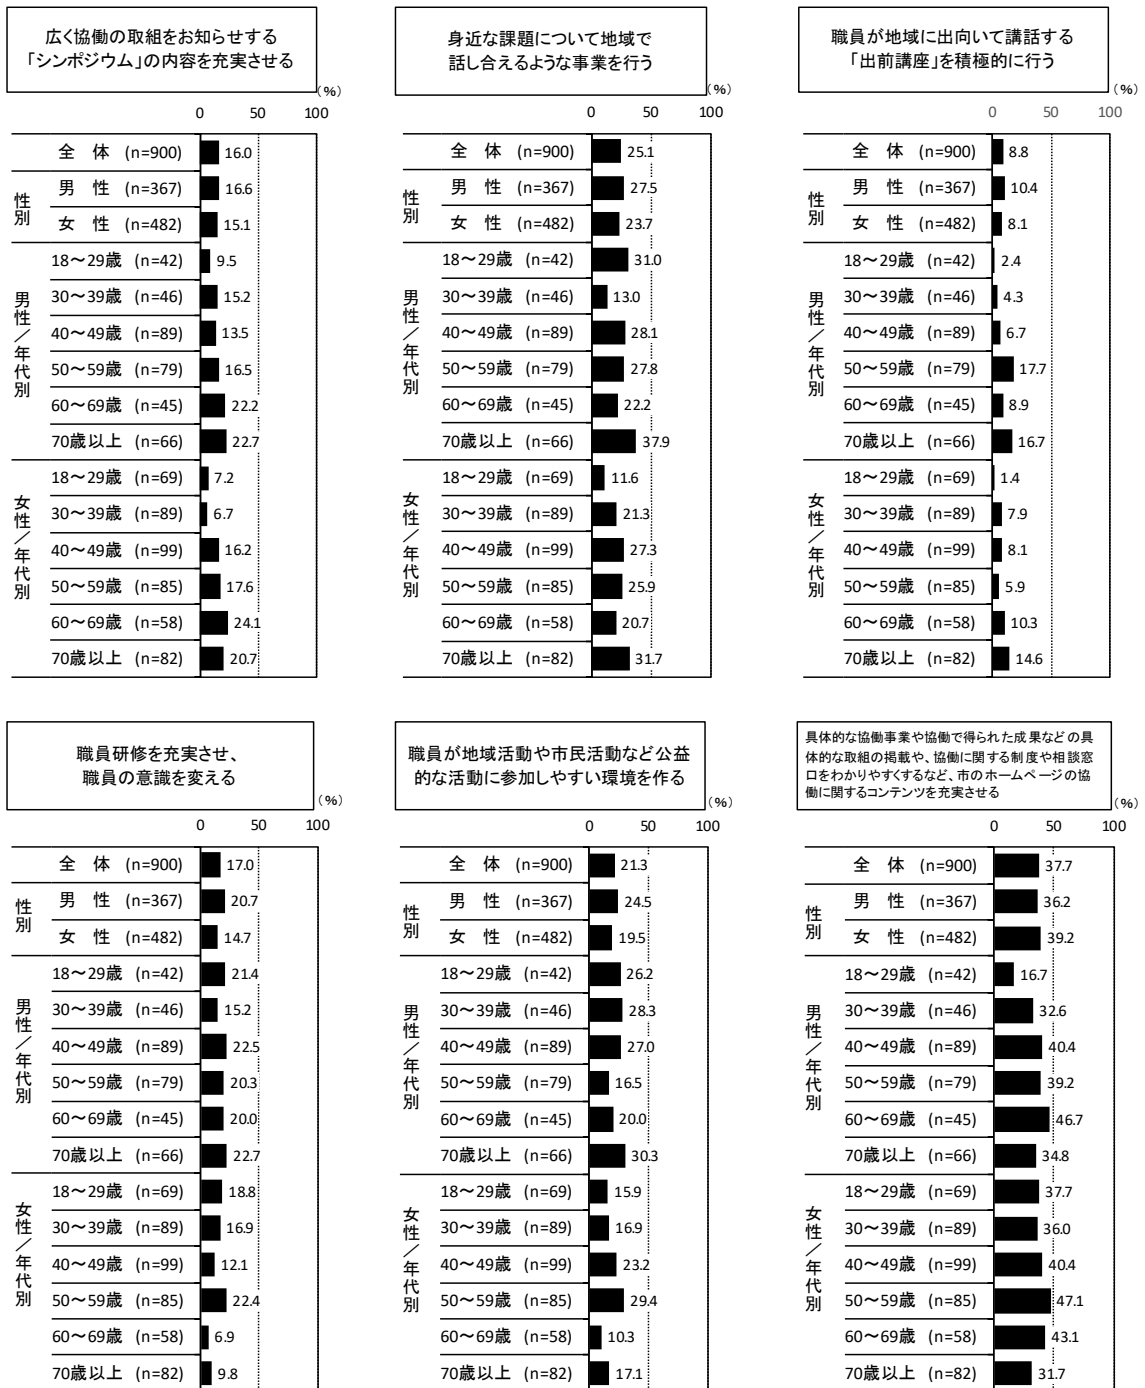 広く協働の取組をお知らせする
「シンポジウム」の内容を充実させる
(%)
0 50 100
全 体 (n=900) 16.0
性別
男 性 (n=367) 16.6
女 性 (n=482) 15.1
男性／年代別
18～29歳 (n=42) 9.5
30～39歳 (n=46) 15.2
40～49歳 (n=89) 13.5
50～59歳 (n=79) 16.5
60～69歳 (n=45) 22.2
70歳以上 (n=66) 22.7
女性／年代別
18～29歳 (n=69) 7.2
30～39歳 (n=89) 6.7
40～49歳 (n=99) 16.2
50～59歳 (n=85) 17.6
60～69歳 (n=58) 24.1
70歳以上 (n=82) 20.7
身近な課題について地域で
話し合えるような事業を行う
(%)
0 50 100
全 体 (n=900) 25.1
性別
男 性 (n=367) 27.5
女 性 (n=482) 23.7
男性／年代別
18～29歳 (n=42) 31.0
30～39歳 (n=46) 13.0
40～49歳 (n=89) 28.1
50～59歳 (n=79) 27.8
60～69歳 (n=45) 22.2
70歳以上 (n=66) 37.9
女性／年代別
18～29歳 (n=69) 11.6
30～39歳 (n=89) 21.3
40～49歳 (n=99) 27.3
50～59歳 (n=85) 25.9
60～69歳 (n=58) 20.7
70歳以上 (n=82) 31.7
職員が地域に出向いて講話する
「出前講座」を積極的に行う
(%)
0 50 100
全 体 (n=900) 8.8
性別
男 性 (n=367) 10.4
女 性 (n=482) 8.1
男性／年代別
18～29歳 (n=42) 2.4
30～39歳 (n=46) 4.3
40～49歳 (n=89) 6.7
50～59歳 (n=79) 17.7
60～69歳 (n=45) 8.9
70歳以上 (n=66) 16.7
女性／年代別
18～29歳 (n=69) 1.4
30～39歳 (n=89) 7.9
40～49歳 (n=99) 8.1
50～59歳 (n=85) 5.9
60～69歳 (n=58) 10.3
70歳以上 (n=82) 14.6
職員研修を充実させ、
職員の意識を変える
(%)
0 50 100
全 体 (n=900) 17.0
性別
男 性 (n=367) 20.7
女 性 (n=482) 14.7
男性／年代別
18～29歳 (n=42) 21.4
30～39歳 (n=46) 15.2
40～49歳 (n=89) 22.5
50～59歳 (n=79) 20.3
60～69歳 (n=45) 20.0
70歳以上 (n=66) 22.7
女性／年代別
18～29歳 (n=69) 18.8
30～39歳 (n=89) 16.9
40～49歳 (n=99) 12.1
50～59歳 (n=85) 22.4
60～69歳 (n=58) 6.9
70歳以上 (n=82) 9.8
職員が地域活動や市民活動など公益
的な活動に参加しやすい環境を作る
(%)
0 50 100
全 体 (n=900) 21.3
性別
男 性 (n=367) 24.5
女 性 (n=482) 19.5
男性／年代別
18～29歳 (n=42) 26.2
30～39歳 (n=46) 28.3
40～49歳 (n=89) 27.0
50～59歳 (n=79) 16.5
60～69歳 (n=45) 20.0
70歳以上 (n=66) 30.3
女性／年代別
18～29歳 (n=69) 15.9
30～39歳 (n=89) 16.9
40～49歳 (n=99) 23.2
50～59歳 (n=85) 29.4
60～69歳 (n=58) 10.3
70歳以上 (n=82) 17.1
具体的な協働事業や協働で得られた成果などの具
体的な取組の掲載や、協働に関する制度や相談窓
口をわかりやすくするなど、市のホームページの協
働に関するコンテンツを充実させる
(%)
0 50 100
全 体 (n=900) 37.7
性別
男 性 (n=367) 36.2
女 性 (n=482) 39.2
男性／年代別
18～29歳 (n=42) 16.7
30～39歳 (n=46) 32.6
40～49歳 (n=89) 40.4
50～59歳 (n=79) 39.2
60～69歳 (n=45) 46.7
70歳以上 (n=66) 34.8
女性／年代別
18～29歳 (n=69) 37.7
30～39歳 (n=89) 36.0
40～49歳 (n=99) 40.4
50～59歳 (n=85) 47.1
60～69歳 (n=58) 43.1
70歳以上 (n=82) 31.7